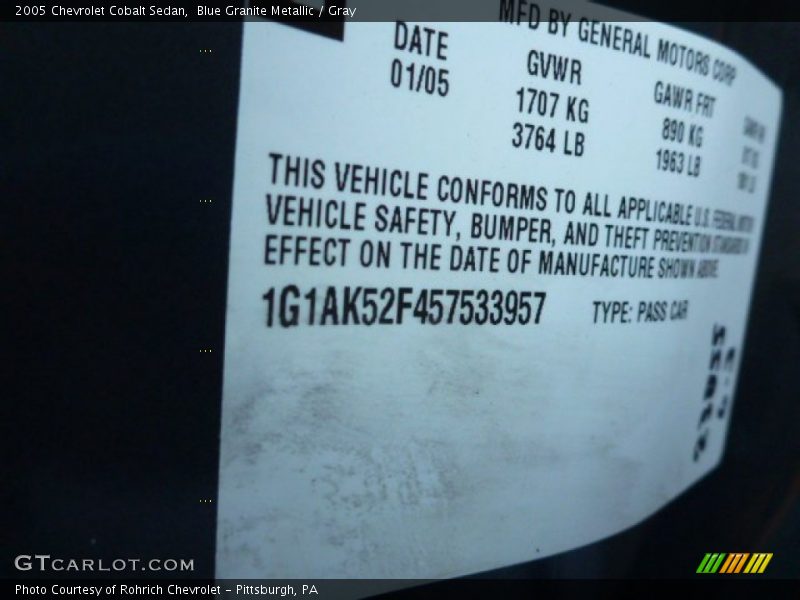 2005 Chevrolet Cobalt Sedan, Blue Granite Metallic / Gray
MFD BY GENERAL MOTORS CORP
DATE GVWR GAWR FRT
01/05 1707 KG 890 KG
3764 LB 1963 LB
THIS VEHICLE CONFORMS TO ALL APPLICABLE U.S. FEDERAL MOTOR
VEHICLE SAFETY, BUMPER, AND THEFT PREVENTION STANDARDS IN
EFFECT ON THE DATE OF MANUFACTURE SHOWN ABOVE.
1G1AK52F457533957 TYPE: PASS CAR
GTCARLOT.COM
Photo Courtesy of Rohrich Chevrolet - Pittsburgh, PA